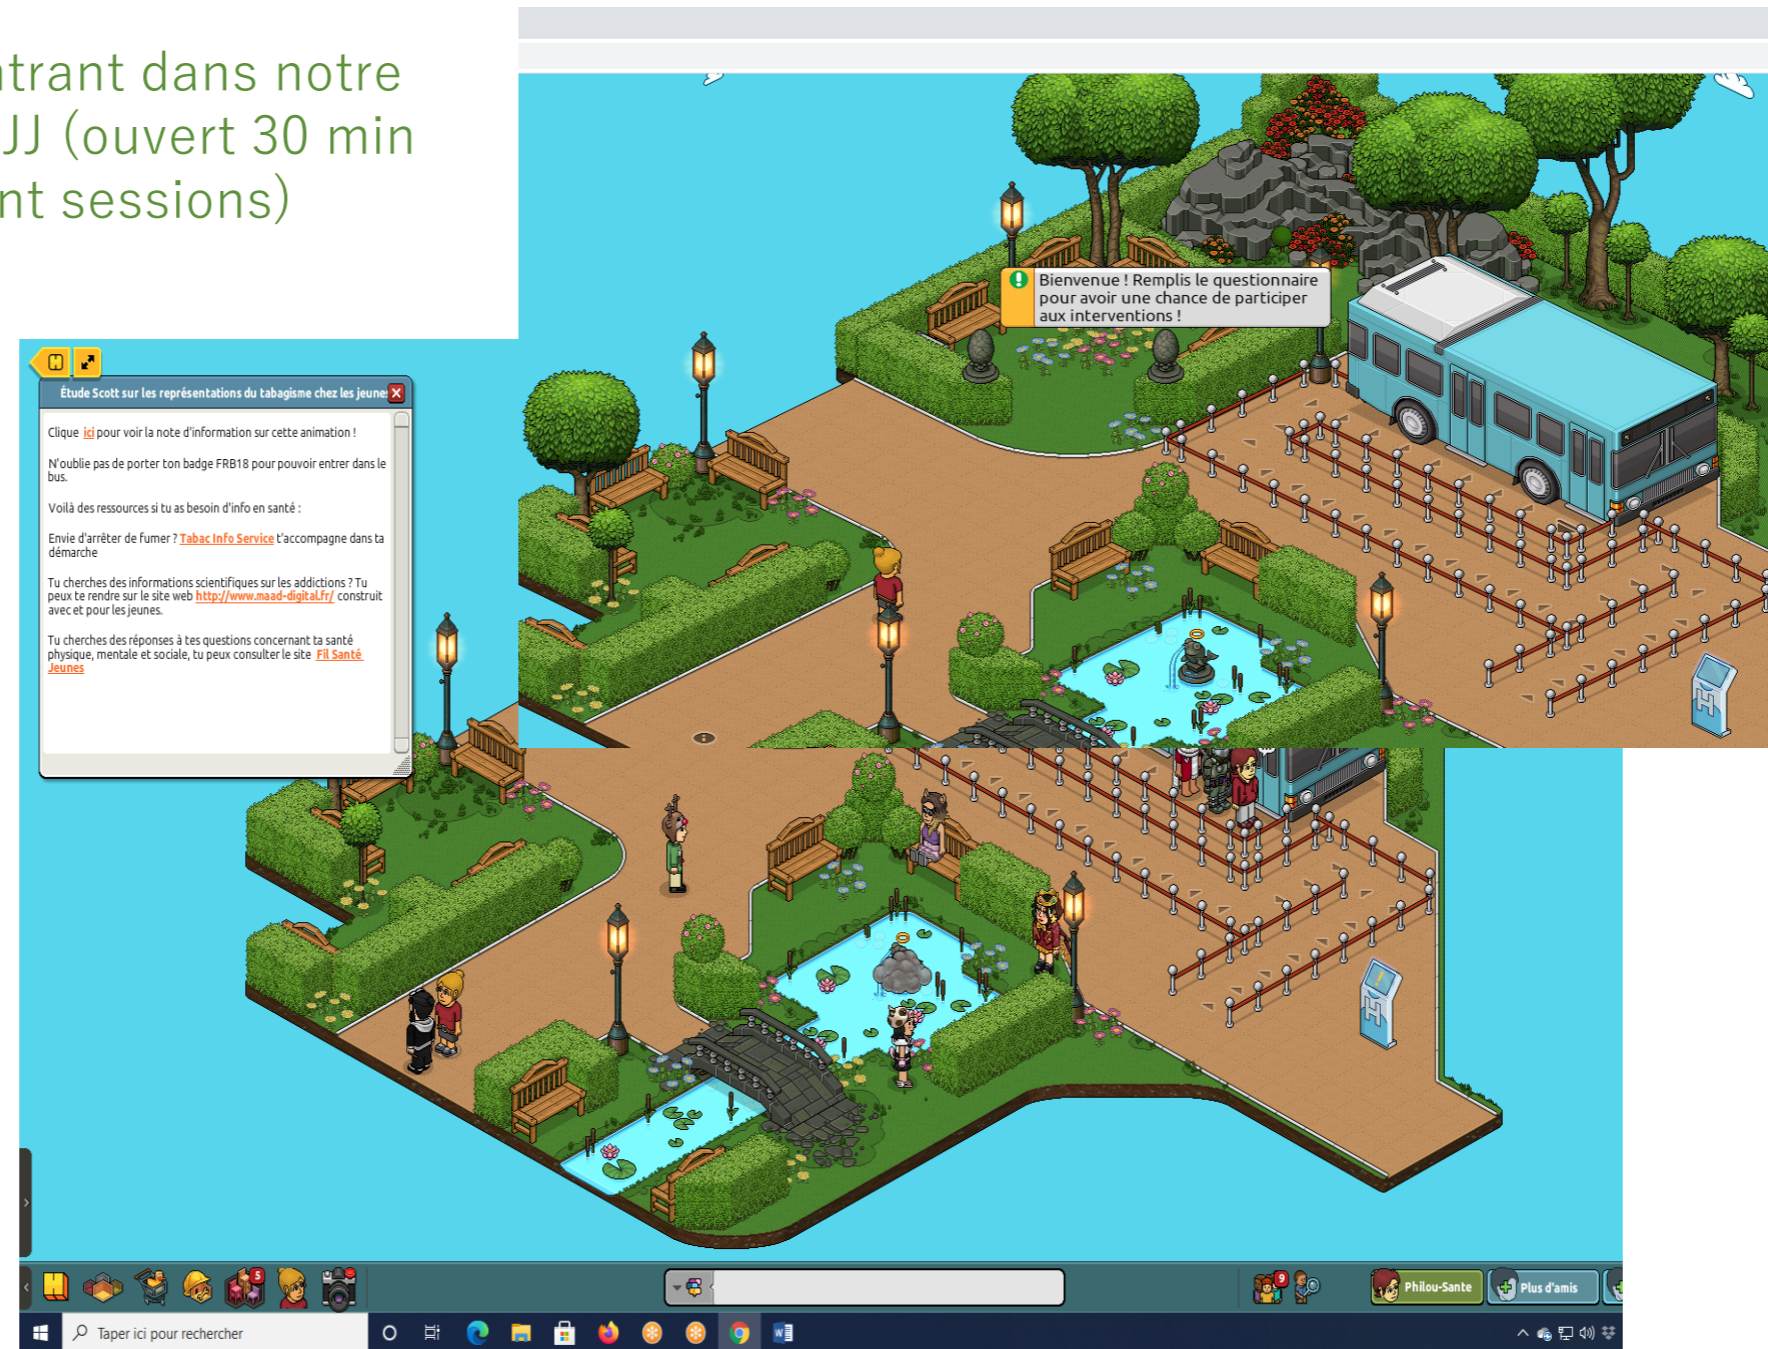 ntrant dans notre
JJ (ouvert 30 min
nt sessions)
Bienvenue ! Remplis le questionnaire
pour avoir une chance de participer
aux interventions !
Étude Scott sur les représentations du tabagisme chez les jeune
Clique ici pour voir la note d'information sur cette animation !
N'oublie pas de porter ton badge FRB18 pour pouvoir entrer dans le
bus.
Voilà des ressources si tu as besoin d'info en santé :
Envie d'arrêter de fumer ? Tabac Info Service t'accompagne dans ta
démarche
Tu cherches des informations scientifiques sur les addictions ? Tu
peux te rendre sur le site web http://www.maad-digital.fr/ construit
avec et pour les jeunes.
Tu cherches des réponses à tes questions concernant ta santé
physique, mentale et sociale, tu peux consulter le site Fil Santé
Jeunes
5
9
Philou-Sante
Plus d'amis
Taper ici pour rechercher